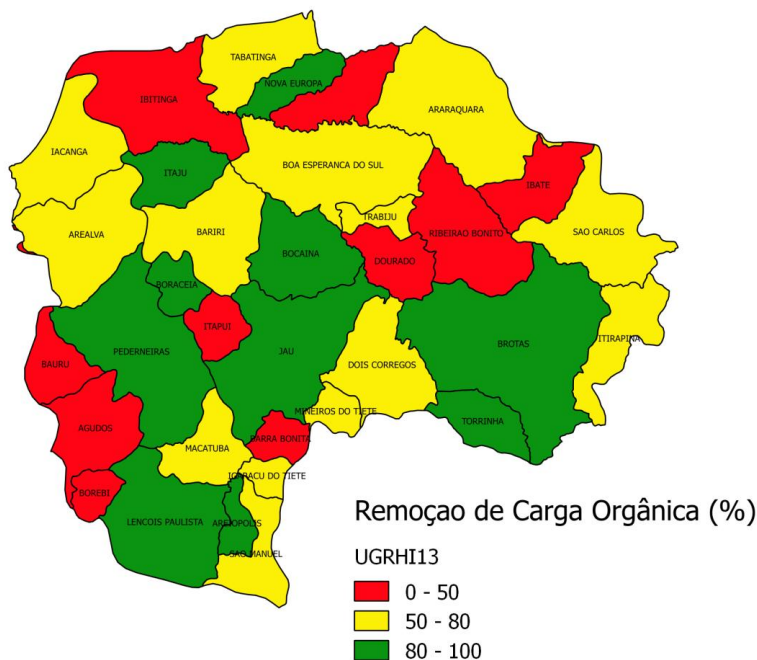 TABATINGA
NOVA EUROPA
IBITINGA
ARARAQUARA
IACANGA
BOA ESPERANCA DO SUL
ITAJU
IBATE
TRABIJU
AREALVA
BARIRI
RIBEIRAO BONITO
SAO CARLOS
BOCAINA
DOURADO
BORACEIA
ITAPUI
ITIRAPINA
BROTAS
PEDERNEIRAS
JAU
BAURU
DOIS CORREGOS
MINEIROS DO TIETE
TORRINHA
AGUDOS
BARRA BONITA
MACATUBA
IGARACU DO TIETE
BOREBI
LENCOIS PAULISTA
AREIOPOLIS
SAO MANUEL
Remoçao de Carga Orgânica (%)
UGRHI13
0 - 50
50 - 80
80 - 100